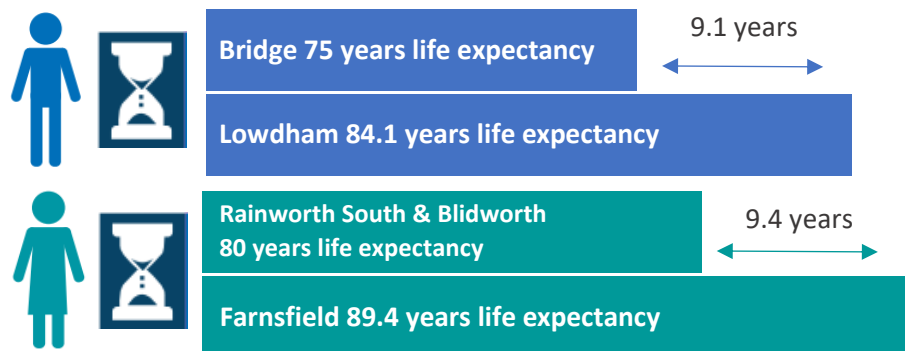 Bridge 75 years life expectancy
9.1 years
Lowdham 84.1 years life expectancy
Rainworth South & Blidworth
80 years life expectancy
9.4 years
Farnsfield 89.4 years life expectancy